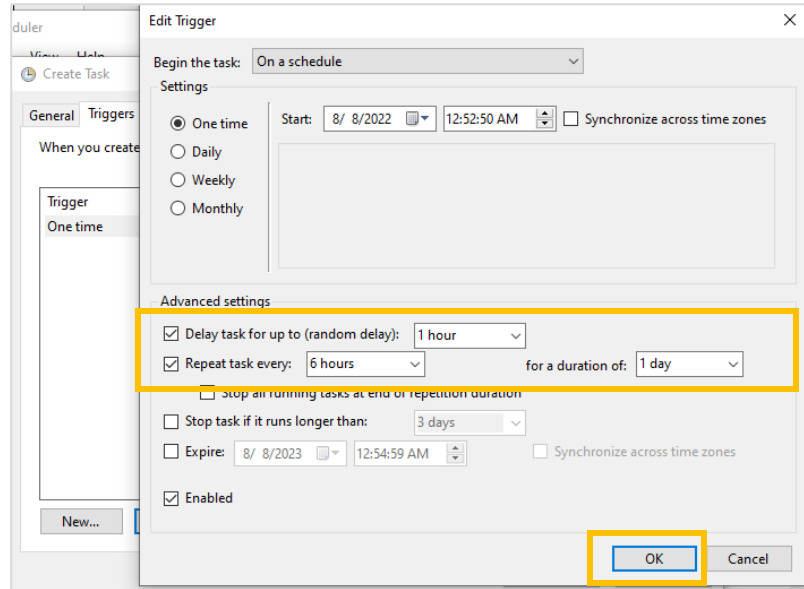 duler
Edit Trigger
View Help
Create Task
Begin the task: On a schedule
Settings
General Triggers
One time Start: 8/ 8/2022 12:52:50 AM Synchronize across time zones
When you create
Daily
Weekly
Monthly
Trigger
One time
Advanced settings
Delay task for up to (random delay): 1 hour
Repeat task every: 6 hours for a duration of: 1 day
Stop all running tasks at end of repetition duration
Stop task if it runs longer than: 3 days
Expire: 8/ 8/2023 12:54:59 AM Synchronize across time zones
Enabled
New...
OK Cancel